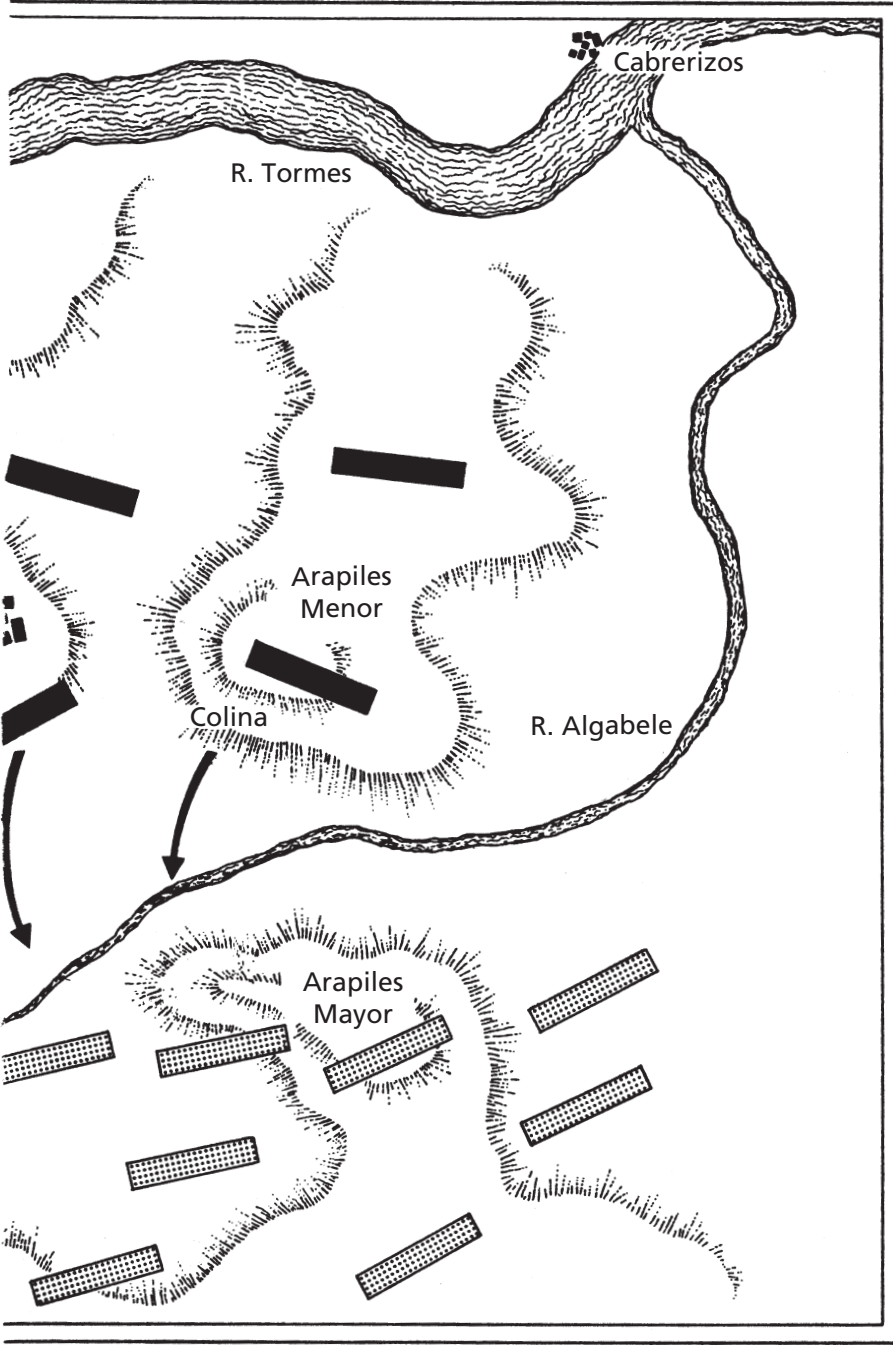 Cabrerizos
R. Tormes
Arapiles
Menor
Colina
R. Algabele
Arapiles
Mayor